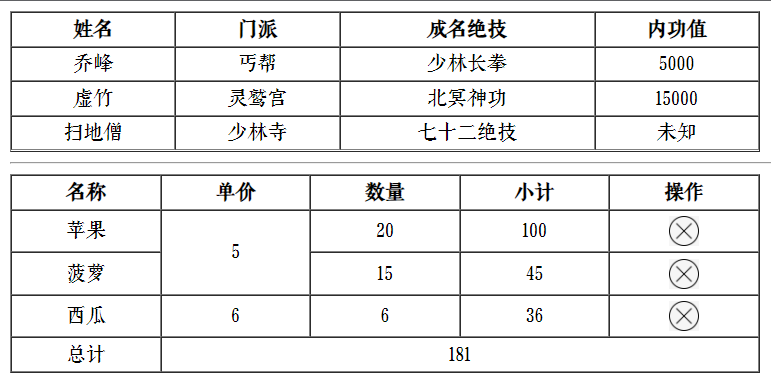 姓名 门派 成名绝技 内功值
乔峰 丐帮 少林长拳 5000
虚竹 灵鹫宫 北冥神功 15000
扫地僧 少林寺 七十二绝技 未知
名称 单价 数量 小计 操作
苹果 5 20 100
菠萝 15 45
西瓜 6 6 36
总计 181